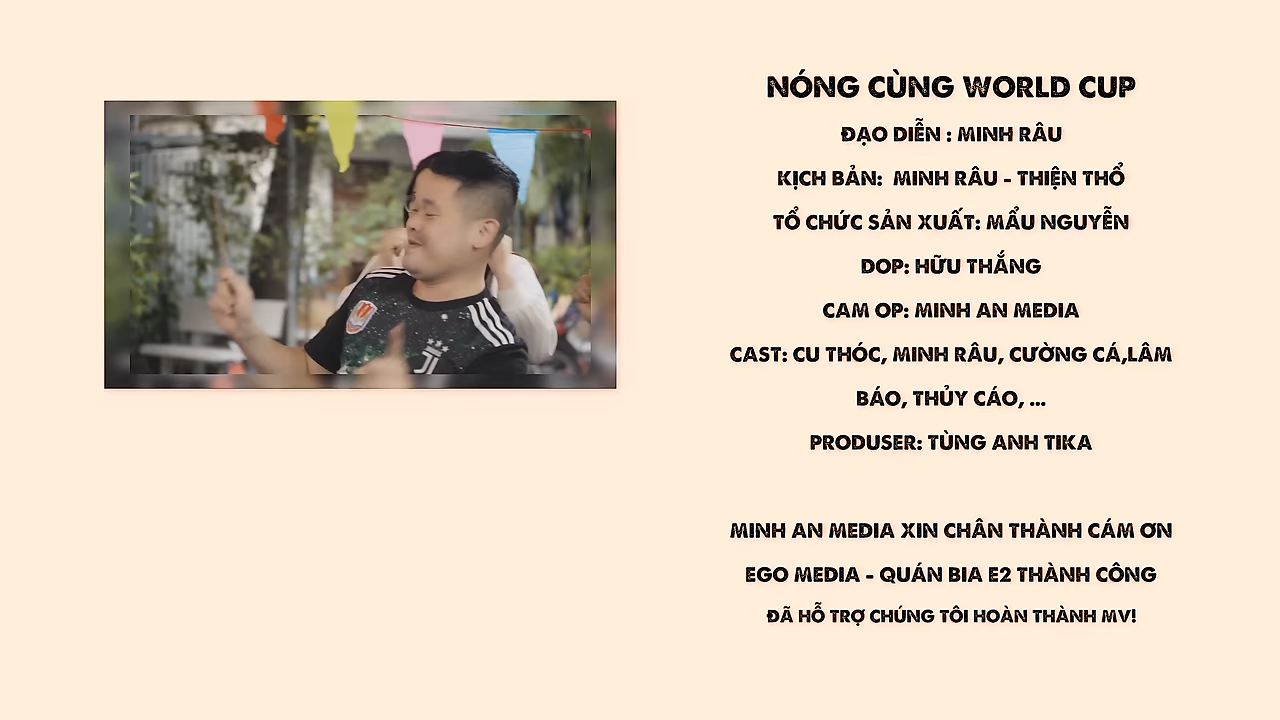 NÓNG CÙNG WORLD CUP
ĐẠO DIỄN : MINH RÂU
KỊCH BẢN: MINH RÂU - THIỆN THỔ
TỔ CHỨC SẢN XUẤT: MẨU NGUYỄN
DOP: HỮU THẮNG
CAM OP: MINH AN MEDIA
CAST: CU THÓC, MINH RÂU, CƯỜNG CÁ,LÂM
BÁO, THỦY CÁO, ...
PRODUSER: TÙNG ANH TIKA
MINH AN MEDIA XIN CHÂN THÀNH CÁM ƠN
EGO MEDIA - QUÁN BIA E2 THÀNH CÔNG
ĐÃ HỖ TRỢ CHÚNG TÔI HOÀN THÀNH MV!